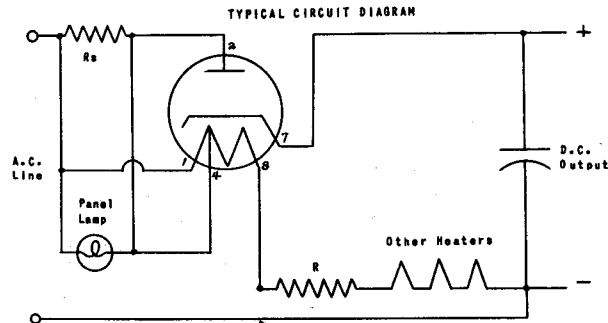 TYPICAL CIRCUIT DIAGRAM
Rs
2
+
7
A.C.
Line
1
4
8
D.C.
Output
Panel
Lamp
Other Heaters
R
−